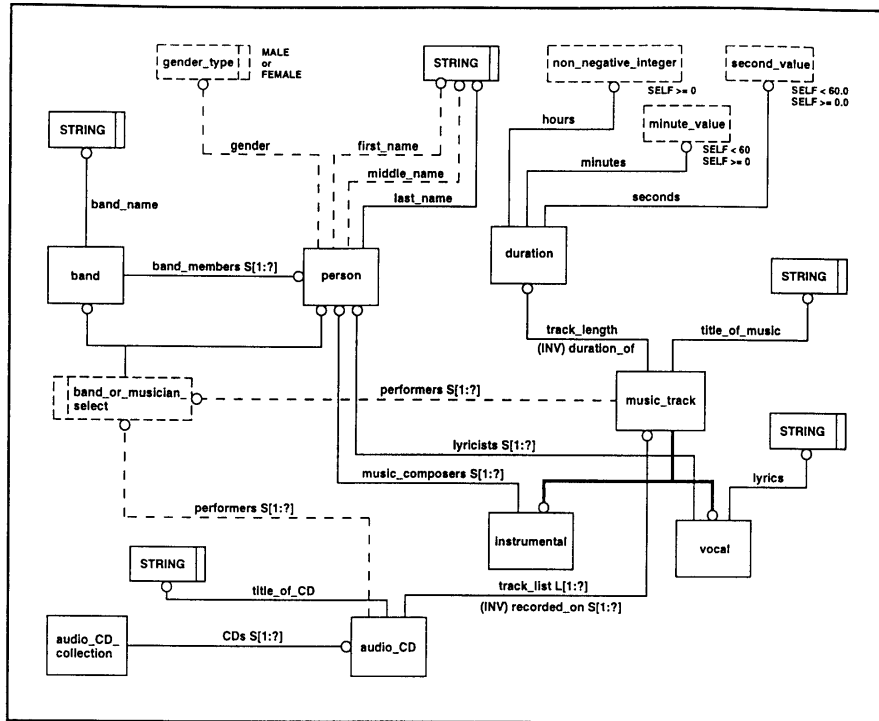 gender_type
MALE
or
FEMALE
STRING
non_negative_integer
SELF >= 0
second_value
SELF < 60.0
SELF >= 0.0
minute_value
SELF < 60
SELF >= 0
STRING
hours
gender
first_name
minutes
middle_name
last_name
seconds
band_name
band
band_members S[1:?]
person
duration
STRING
track_length
(INV) duration_of
title_of_music
band_or_musician_
select
performers S[1:?]
music_track
STRING
lyricists S[1:?]
music_composers S[1:?]
lyrics
performers S[1:?]
instrumental
vocal
STRING
title_of_CD
track_list L[1:?]
(INV) recorded_on S[1:?]
audio_CD_
collection
CDs S[1:?]
audio_CD